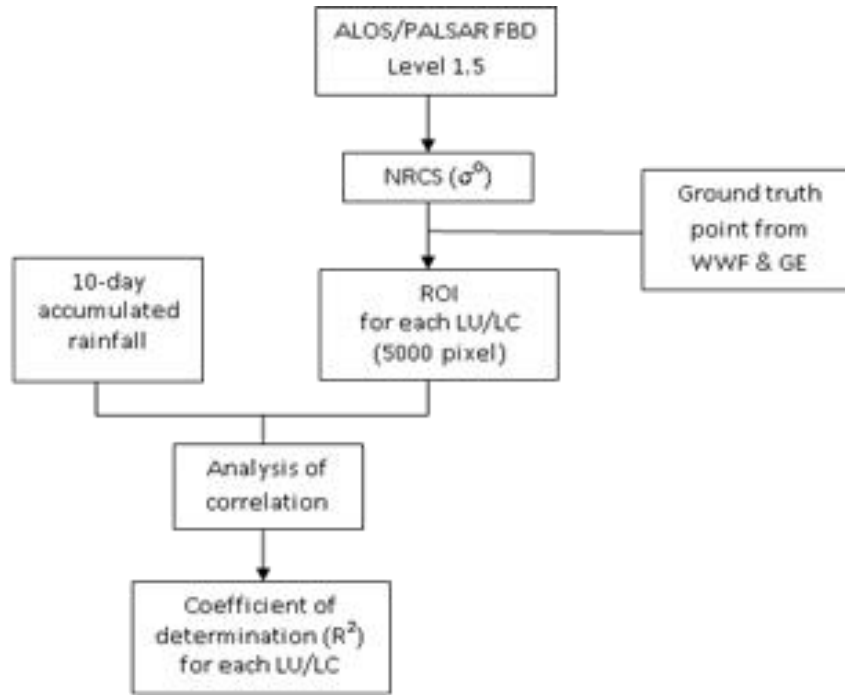 ALOS/PALSAR FBD
Level 1.5
NRCS (σ⁰)
Ground truth
point from
WWF & GE
10-day
accumulated
rainfall
ROI
for each LU/LC
(5000 pixel)
Analysis of
correlation
Coefficient of
determination (R²)
for each LU/LC